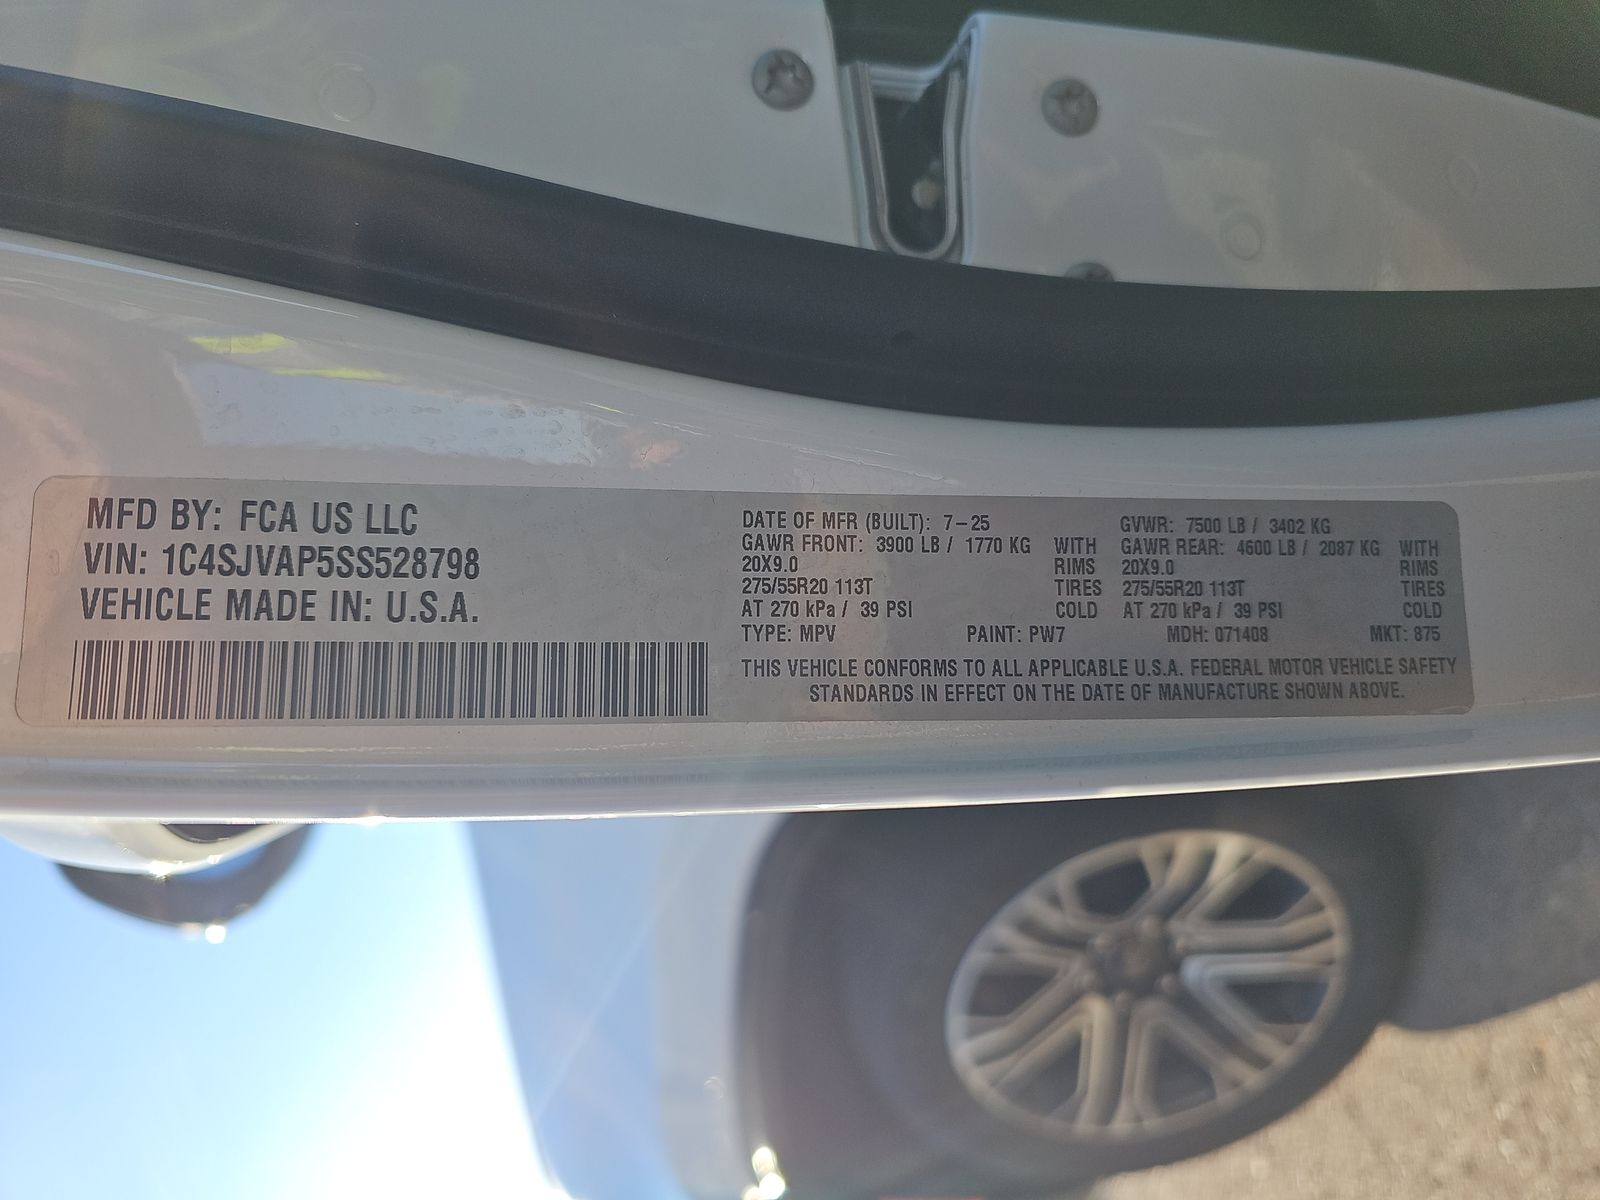 MFD BY: FCA US LLC
VIN: 1C4SJVAP5SS528798
VEHICLE MADE IN: U.S.A.
DATE OF MFR (BUILT): 7-25
GAWR FRONT: 3900 LB / 1770 KG WITH
20X9.0 RIMS
275/55R20 113T TIRES
AT 270 kPa / 39 PSI COLD
GVWR: 7500 LB / 3402 KG
GAWR REAR: 4600 LB / 2087 KG WITH
20X9.0 RIMS
275/55R20 113T TIRES
AT 270 kPa / 39 PSI COLD
TYPE: MPV PAINT: PW7 MDH: 071408 MKT: 875
THIS VEHICLE CONFORMS TO ALL APPLICABLE U.S.A. FEDERAL MOTOR VEHICLE SAFETY
STANDARDS IN EFFECT ON THE DATE OF MANUFACTURE SHOWN ABOVE.